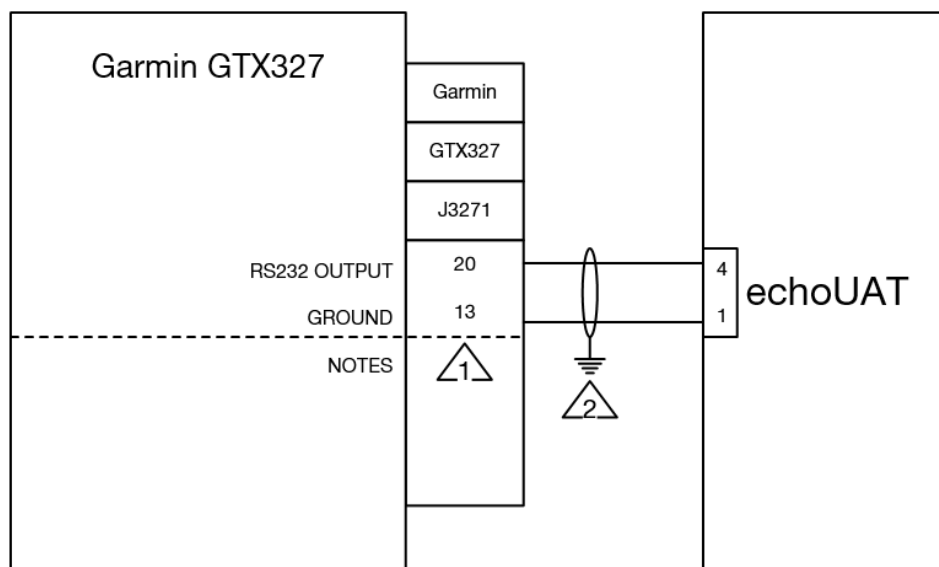 Garmin GTX327
Garmin
GTX327
J3271
RS232 OUTPUT
20
4
echoUAT
GROUND
13
1
NOTES
1
2